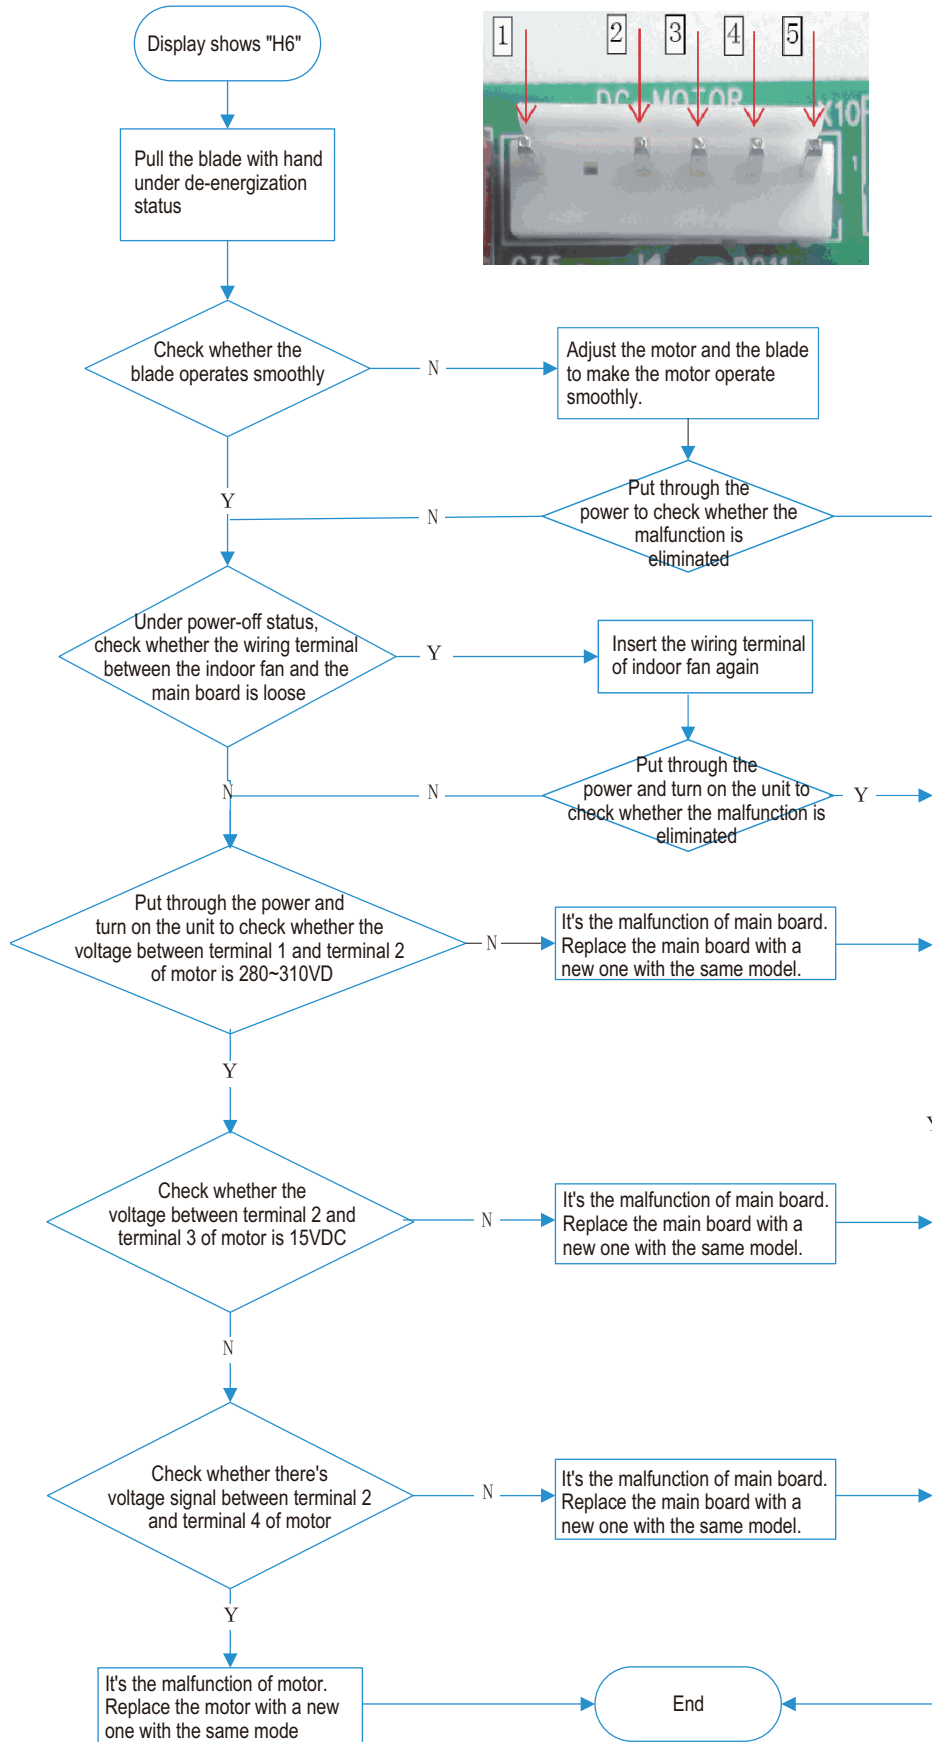 Display shows "H6"
1 2 3 4 5
DC MOTOR
Pull the blade with hand
under de-energization
status
Check whether the
blade operates smoothly
N
Adjust the motor and the blade
to make the motor operate
smoothly.
Y
Put through the
power to check whether the
malfunction is
eliminated
N
Under power-off status,
check whether the wiring terminal
between the indoor fan and the
main board is loose
Y
Insert the wiring terminal
of indoor fan again
N
Put through the
power and turn on the unit to
check whether the malfunction is
eliminated
N
Y
Put through the power and
turn on the unit to check whether the
voltage between terminal 1 and terminal 2
of motor is 280~310VD
N
It's the malfunction of main board.
Replace the main board with a
new one with the same model.
Y
Y
Check whether the
voltage between terminal 2 and
terminal 3 of motor is 15VDC
N
It's the malfunction of main board.
Replace the main board with a
new one with the same model.
N
Check whether there's
voltage signal between terminal 2
and terminal 4 of motor
N
It's the malfunction of main board.
Replace the main board with a
new one with the same model.
Y
It's the malfunction of motor.
Replace the motor with a new
one with the same mode
End